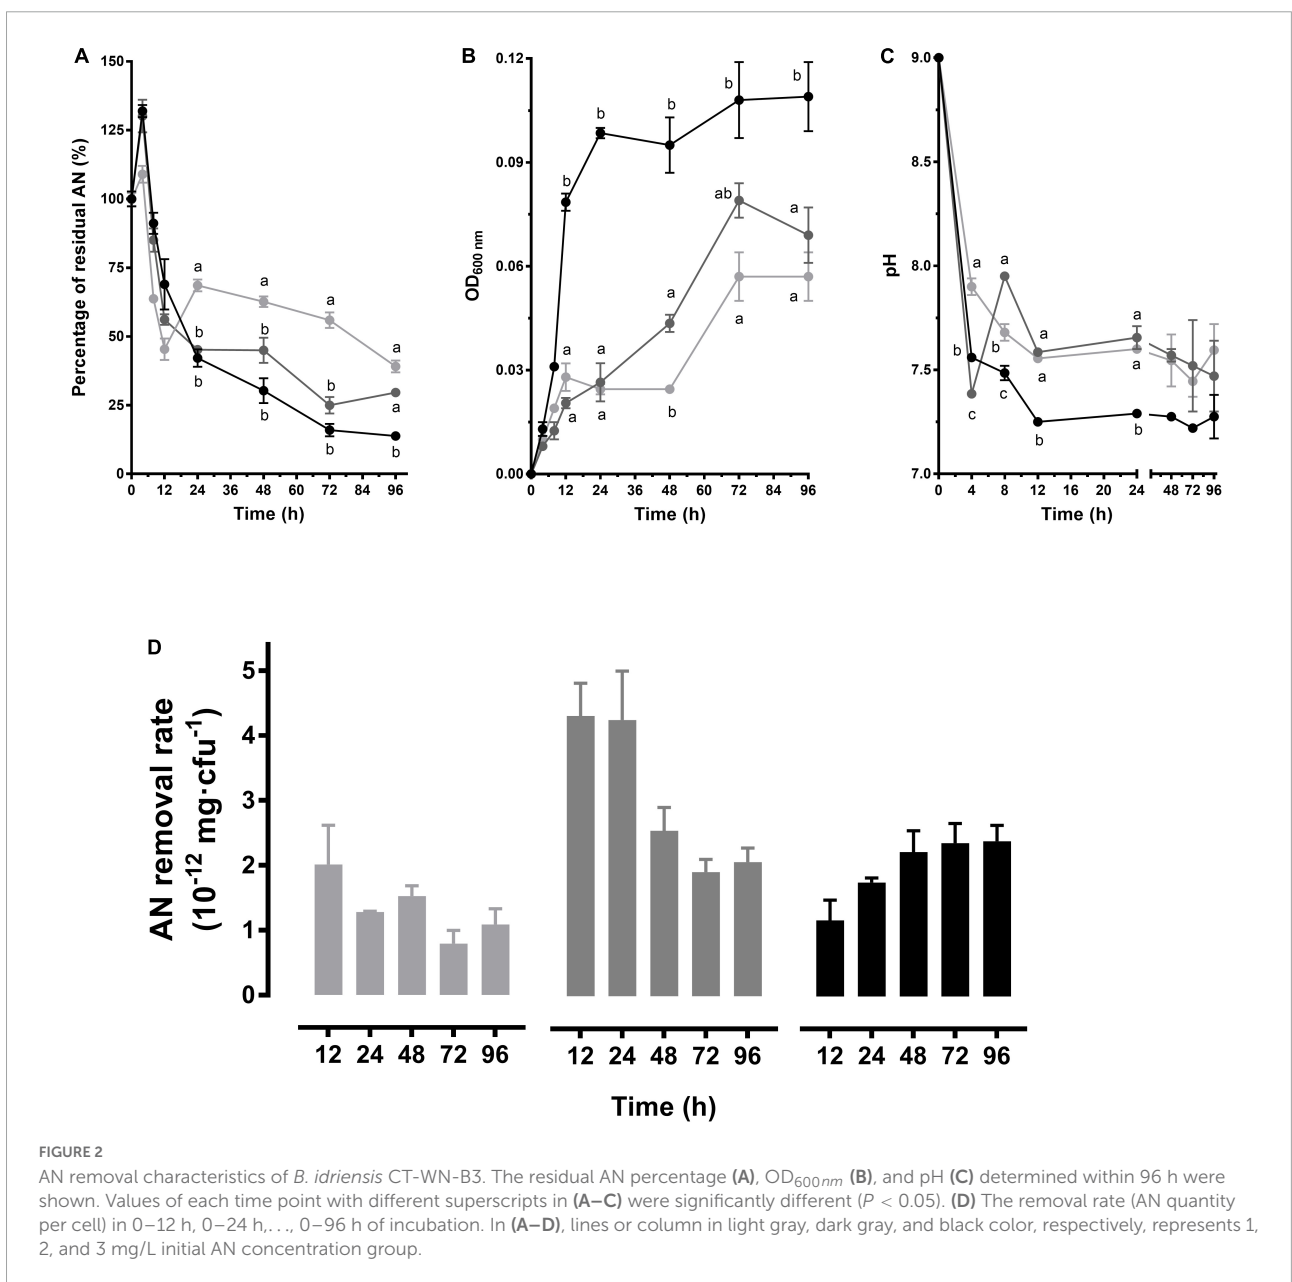 A
150
125
100
75
50
25
0
Percentage of residual AN (%)
a
a
a
a
b
b
b
a
b
b
b
b
0 12 24 36 48 60 72 84 96
Time (h)
B
0.12
0.09
0.06
0.03
0.00
OD600 nm
b
b
b
b
b
ab
a
a
a
a
a
a
a
a
b
0 12 24 36 48 60 72 84 96
Time (h)
C
9.0
8.5
8.0
7.5
7.0
pH
a
a
b
b
c
c
a
a
b
a
a
b
0 4 8 12 16 20 24 48 72 96
Time (h)
D
5
4
3
2
1
0
AN removal rate
(10-12 mg·cfu-1)
12 24 48 72 96
12 24 48 72 96
12 24 48 72 96
Time (h)
FIGURE 2
AN removal characteristics of B. idriensis CT-WN-B3. The residual AN percentage (A), OD600nm (B), and pH (C) determined within 96 h were
shown. Values of each time point with different superscripts in (A–C) were significantly different (P < 0.05). (D) The removal rate (AN quantity
per cell) in 0–12 h, 0–24 h,. . ., 0–96 h of incubation. In (A–D), lines or column in light gray, dark gray, and black color, respectively, represents 1,
2, and 3 mg/L initial AN concentration group.